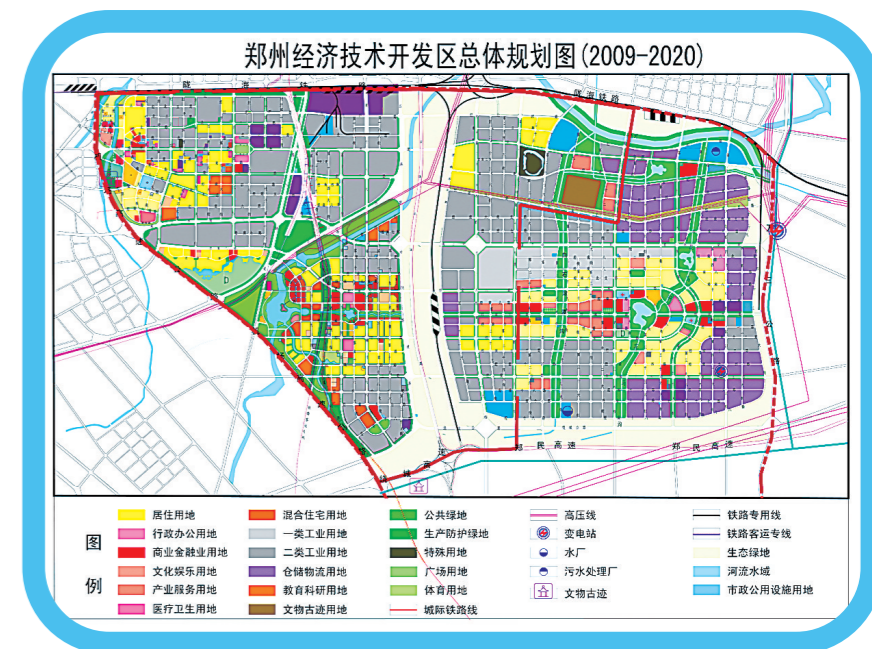 郑州经济技术开发区总体规划图(2009-2020)
陇海铁路
陇海铁路
郑民高速
郑民高速
绕城高速
图例
居住用地
行政办公用地
商业金融业用地
文化娱乐用地
产业服务用地
医疗卫生用地
混合住宅用地
一类工业用地
二类工业用地
仓储物流用地
教育科研用地
文物古迹用地
公共绿地
生产防护绿地
特殊用地
广场用地
体育用地
城际铁路线
高压线
变电站
水厂
污水处理厂
文物古迹
铁路专用线
铁路客运专线
生态绿地
河流水域
市政公用设施用地